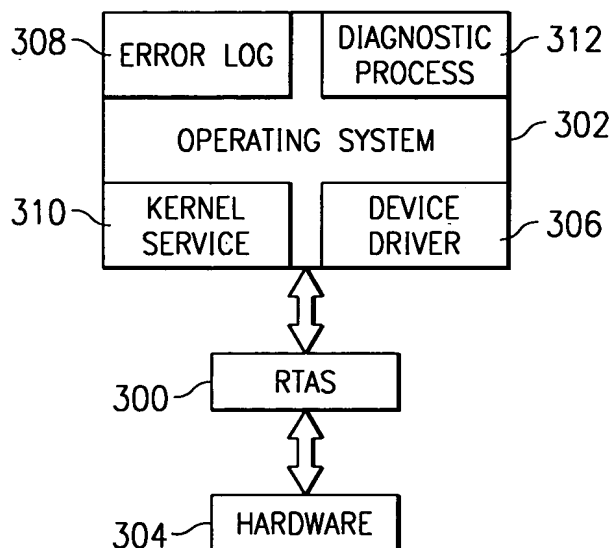 308
ERROR LOG
DIAGNOSTIC
PROCESS
312
OPERATING SYSTEM
302
310
KERNEL
SERVICE
DEVICE
DRIVER
306
300
RTAS
304
HARDWARE